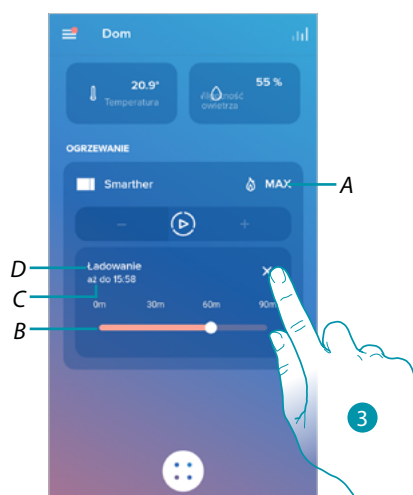 Dom
20.9°
Temperatura
55 %
Wilgotność
powietrza
OGRZEWANIE
Smarther
MAX
A
−
+
D
Ładowanie
C
aż do 15:58
0m 30m 60m 90m
B
3